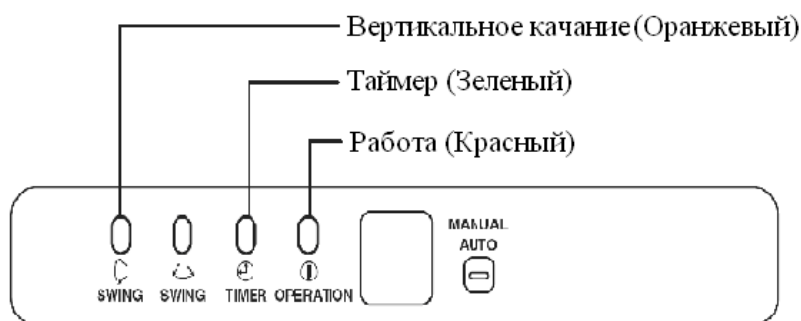 Вертикальное качание (Оранжевый)
Таймер (Зеленый)
Работа (Красный)
MANUAL
AUTO
SWING SWING TIMER OPERATION